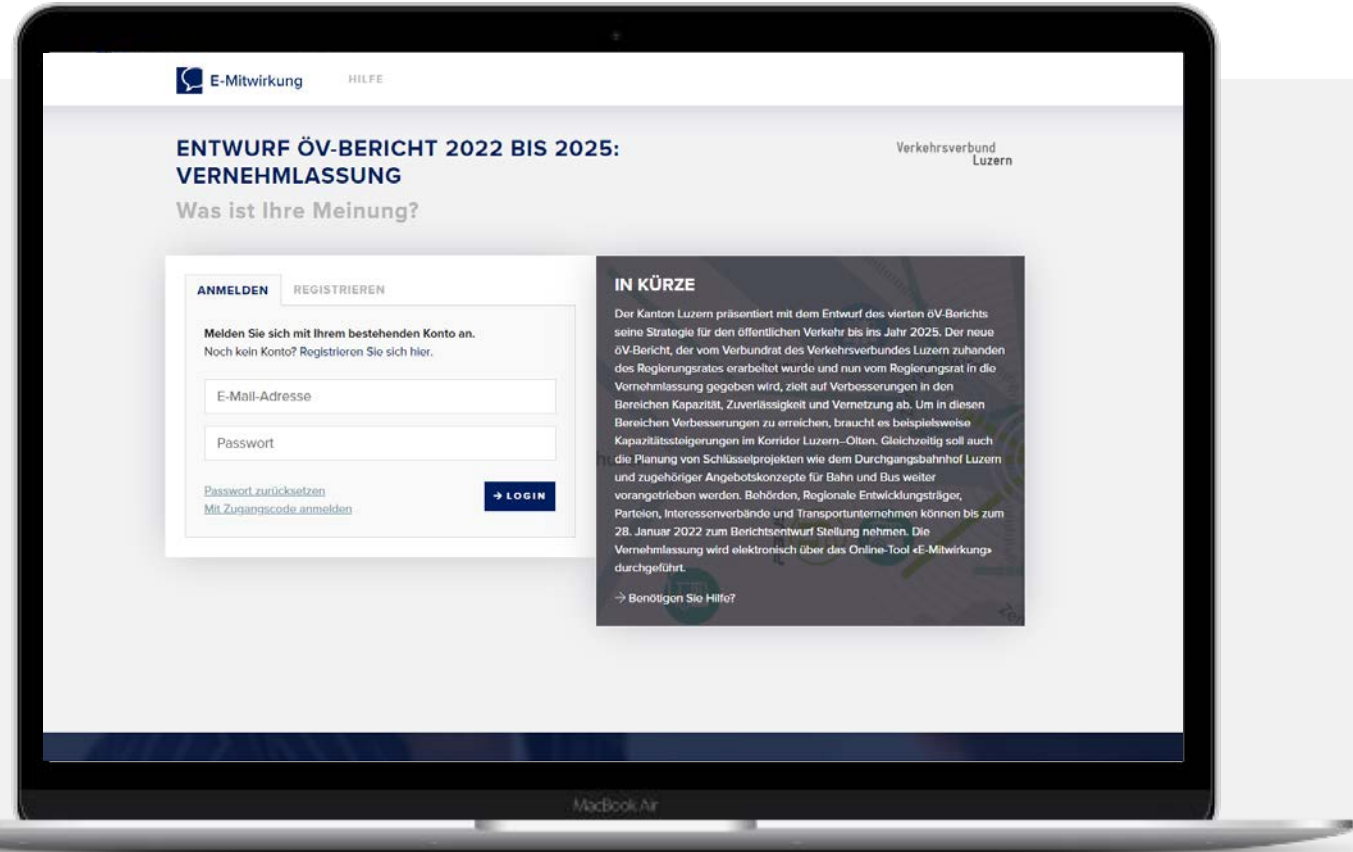 E-Mitwirkung
HILFE
ENTWURF ÖV-BERICHT 2022 BIS 2025:
VERNEHMLASSUNG
Was ist Ihre Meinung?
Verkehrsverbund
Luzern
ANMELDEN
REGISTRIEREN
Melden Sie sich mit Ihrem bestehenden Konto an.
Noch kein Konto? Registrieren Sie sich hier.
E-Mail-Adresse
Passwort
Passwort zurücksetzen
Mit Zugangscode anmelden
→ LOGIN
IN KÜRZE
Der Kanton Luzern präsentiert mit dem Entwurf des vierten öV-Berichts
seine Strategie für den öffentlichen Verkehr bis ins Jahr 2025. Der neue
öV-Bericht, der vom Verbundrat des Verkehrsverbundes Luzern zuhanden
des Regierungsrates erarbeitet wurde und nun vom Regierungsrat in die
Vernehmlassung gegeben wird, zielt auf Verbesserungen in den
Bereichen Kapazität, Zuverlässigkeit und Vernetzung ab. Um in diesen
Bereichen Verbesserungen zu erreichen, braucht es beispielsweise
Kapazitätssteigerungen im Korridor Luzern–Olten. Gleichzeitig soll auch
die Planung von Schlüsselprojekten wie dem Durchgangsbahnhof Luzern
und zugehöriger Angebotskonzepte für Bahn und Bus weiter
vorangetrieben werden. Behörden, Regionale Entwicklungsträger,
Parteien, Interessenverbände und Transportunternehmen können bis zum
28. Januar 2022 zum Berichtsentwurf Stellung nehmen. Die
Vernehmlassung wird elektronisch über das Online-Tool «E-Mitwirkung»
durchgeführt.
→ Benötigen Sie Hilfe?
MacBook Air